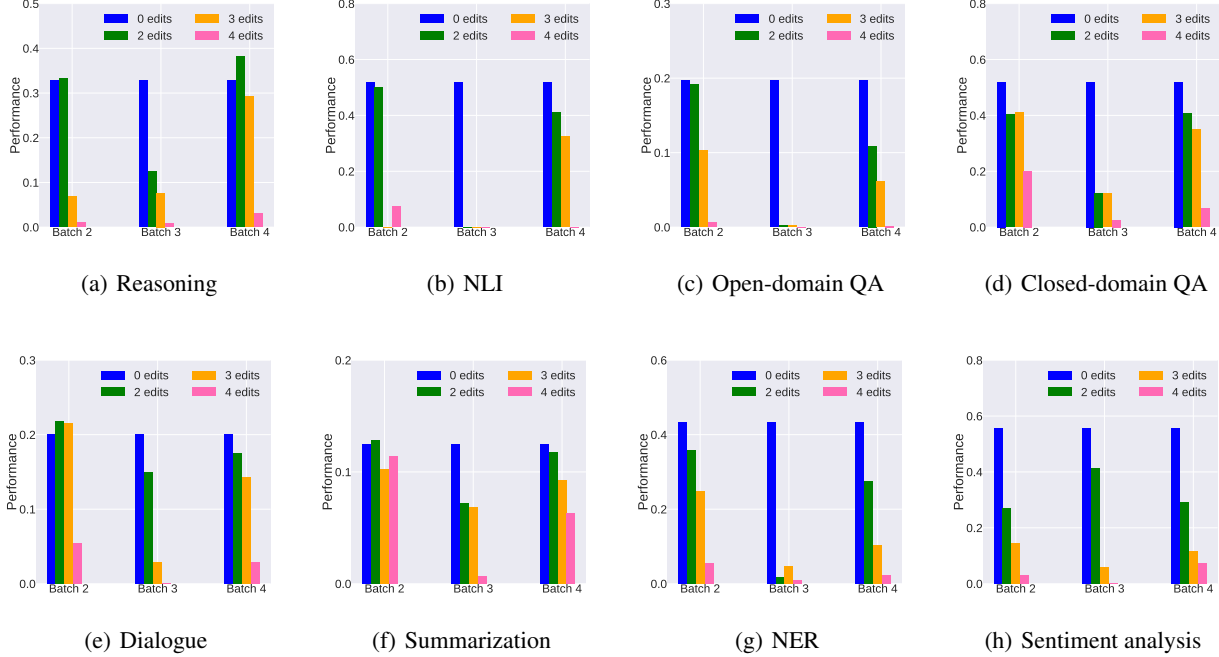 0.5
0.4
0.3
0.2
0.1
0.0
Performance
0 edits 3 edits
2 edits 4 edits
Batch 2 Batch 3 Batch 4
(a) Reasoning
0.8
0.6
0.4
0.2
0.0
Performance
0 edits 3 edits
2 edits 4 edits
Batch 2 Batch 3 Batch 4
(b) NLI
0.3
0.2
0.1
0.0
Performance
0 edits 3 edits
2 edits 4 edits
Batch 2 Batch 3 Batch 4
(c) Open-domain QA
0.8
0.6
0.4
0.2
0.0
Performance
0 edits 3 edits
2 edits 4 edits
Batch 2 Batch 3 Batch 4
(d) Closed-domain QA
0.3
0.2
0.1
0.0
Performance
0 edits 3 edits
2 edits 4 edits
Batch 2 Batch 3 Batch 4
(e) Dialogue
0.2
0.1
0.0
Performance
0 edits 3 edits
2 edits 4 edits
Batch 2 Batch 3 Batch 4
(f) Summarization
0.6
0.4
0.2
0.0
Performance
0 edits 3 edits
2 edits 4 edits
Batch 2 Batch 3 Batch 4
(g) NER
0.8
0.6
0.4
0.2
0.0
Performance
0 edits 3 edits
2 edits 4 edits
Batch 2 Batch 3 Batch 4
(h) Sentiment analysis